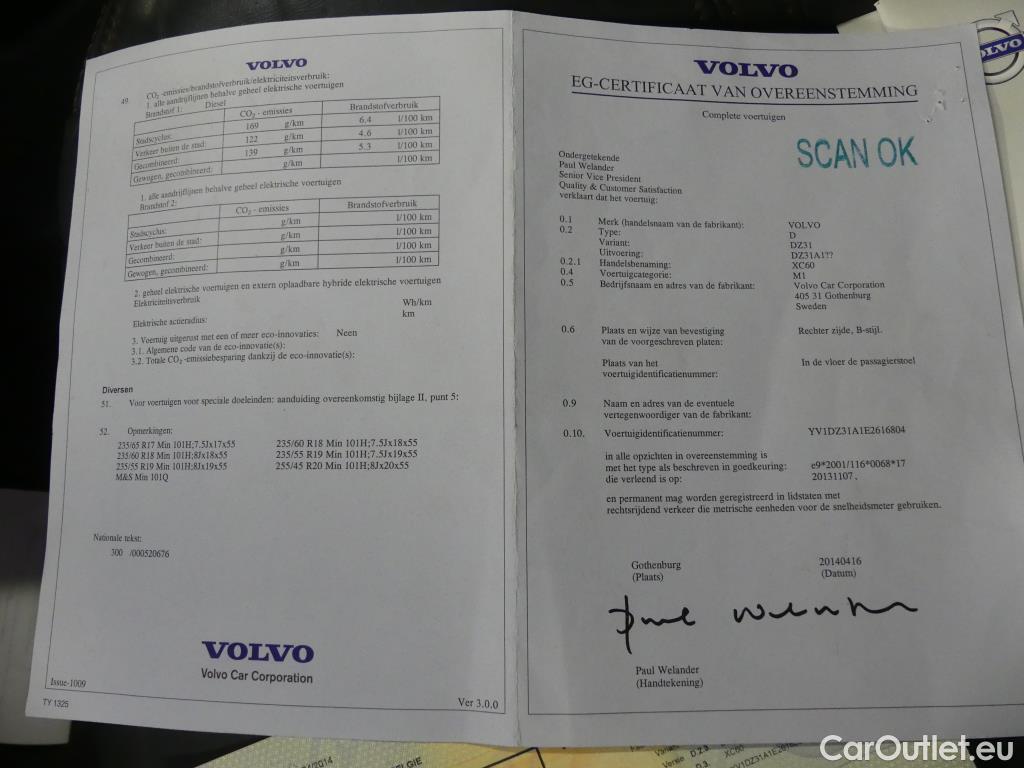 VOLVO
49. CO2 -emissies/brandstofverbruik/elektriciteitsverbruik:
1. alle aandrijflijnen behalve geheel elektrische voertuigen
Brandstof 1: Diesel
CO2 - emissies Brandstofverbruik
Stadscyclus: 169 g/km 6.4 l/100 km
Verkeer buiten de stad: 122 g/km 4.6 l/100 km
Gecombineerd: 139 g/km 5.3 l/100 km
Gewogen, gecombineerd: g/km l/100 km
1. alle aandrijflijnen behalve geheel elektrische voertuigen
Brandstof 2:
CO2 - emissies Brandstofverbruik
Stadscyclus: g/km l/100 km
Verkeer buiten de stad: g/km l/100 km
Gecombineerd: g/km l/100 km
Gewogen, gecombineerd: g/km l/100 km
2. geheel elektrische voertuigen en extern oplaadbare hybride elektrische voertuigen
Elektriciteitsverbruik Wh/km
Elektrische actieradius: km
3. Voertuig uitgerust met een of meer eco-innovaties: Neen
3.1. Algemene code van de eco-innovatie(s):
3.2. Totale CO2 -emissiebesparing dankzij de eco-innovatie(s):
Diversen
51. Voor voertuigen voor speciale doeleinden: aanduiding overeenkomstig bijlage II, punt 5:
52. Opmerkingen:
235/65 R17 Min 101H;7.5Jx17x55 235/60 R18 Min 101H;7.5Jx18x55
235/60 R18 Min 101H;8Jx18x55 235/55 R19 Min 101H;7.5Jx19x55
235/55 R19 Min 101H;8Jx19x55 255/45 R20 Min 101H;8Jx20x55
M&S Min 101Q
Nationale tekst:
300 /000520676
VOLVO
Volvo Car Corporation
Issue-1009
Ver 3.0.0
TY 1325
VOLVO
EG-CERTIFICAAT VAN OVEREENSTEMMING
Complete voertuigen
SCAN OK
Ondergetekende
Paul Welander
Senior Vice President
Quality & Customer Satisfaction
verklaart dat het voertuig:
0.1 Merk (handelsnaam van de fabrikant): VOLVO
0.2 Type: D
Variant: DZ31
Uitvoering: DZ31A1??
0.2.1 Handelsbenaming: XC60
0.4 Voertuigcategorie: M1
0.5 Bedrijfsnaam en adres van de fabrikant: Volvo Car Corporation
405 31 Gothenburg
Sweden
0.6 Plaats en wijze van bevestiging Rechter zijde, B-stijl.
van de voorgeschreven platen:
Plaats van het In de vloer de passagierstoel
voertuigidentificatienummer:
0.9 Naam en adres van de eventuele
vertegenwoordiger van de fabrikant:
0.10. Voertuigidentificatienummer: YV1DZ31A1E2616804
in alle opzichten in overeenstemming is
met het type als beschreven in goedkeuring: e9*2001/116*0068*17
die verleend is op: 20131107 .
en permanent mag worden geregistreerd in lidstaten met
rechtsrijdend verkeer die metrische eenheden voor de snelheidsmeter gebruiken.
Gothenburg 20140416
(Plaats) (Datum)
Paul Welander
Paul Welander
(Handtekening)
VOLVO
D.2.3.
D.3. XC60
CarOutlet.eu